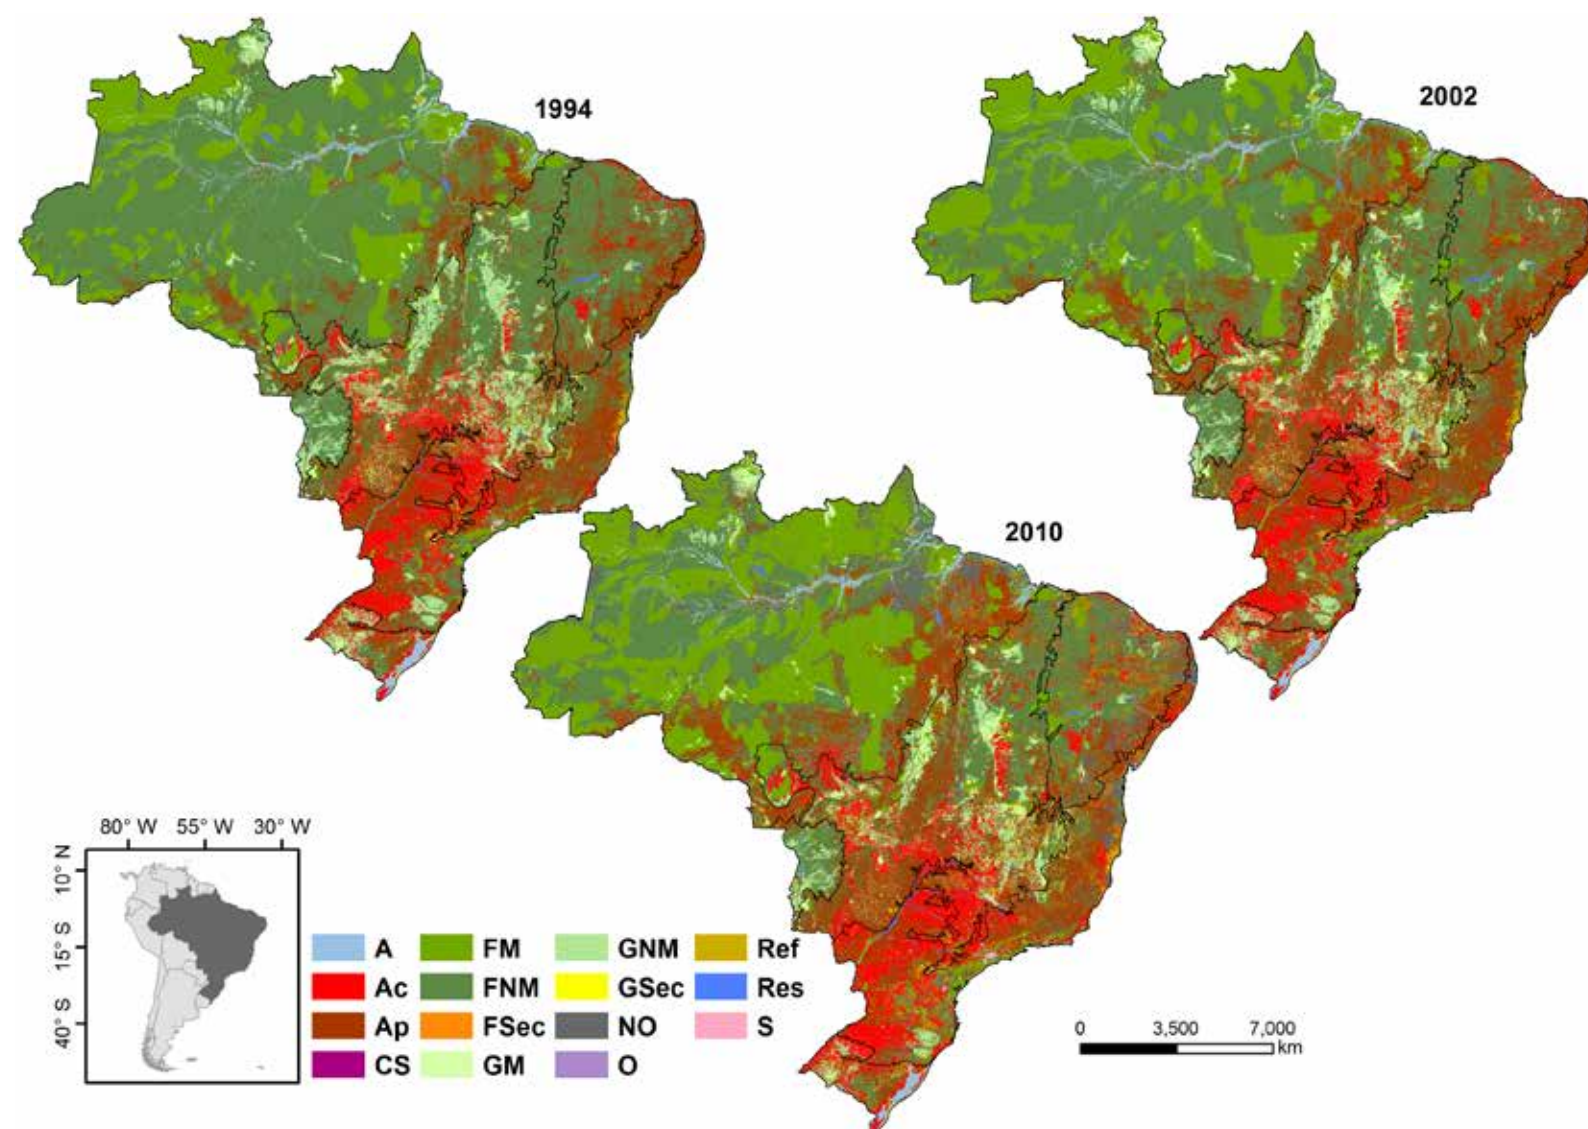 1994
2002
2010
80° W 55° W 30° W
10° N
15° S
40° S
A FM GNM Ref
Ac FNM GSec Res
Ap FSec NO S
CS GM O
0 3,500 7,000
km